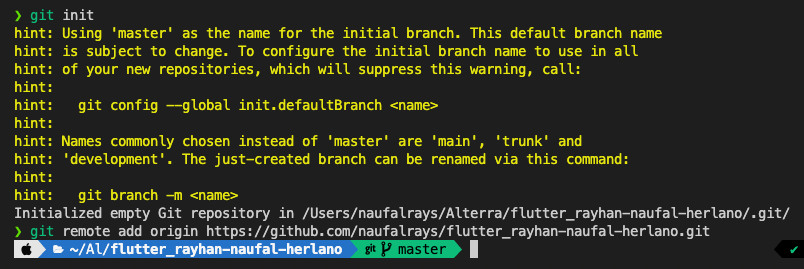 ❯ git init
hint: Using 'master' as the name for the initial branch. This default branch name
hint: is subject to change. To configure the initial branch name to use in all
hint: of your new repositories, which will suppress this warning, call:
hint:
hint:   git config --global init.defaultBranch <name>
hint:
hint: Names commonly chosen instead of 'master' are 'main', 'trunk' and
hint: 'development'. The just-created branch can be renamed via this command:
hint:
hint:   git branch -m <name>
Initialized empty Git repository in /Users/naufalrays/Alterra/flutter_rayhan-naufal-herlano/.git/
❯ git remote add origin https://github.com/naufalrays/flutter_rayhan-naufal-herlano.git
~/Al/flutter_rayhan-naufal-herlano git master ✔